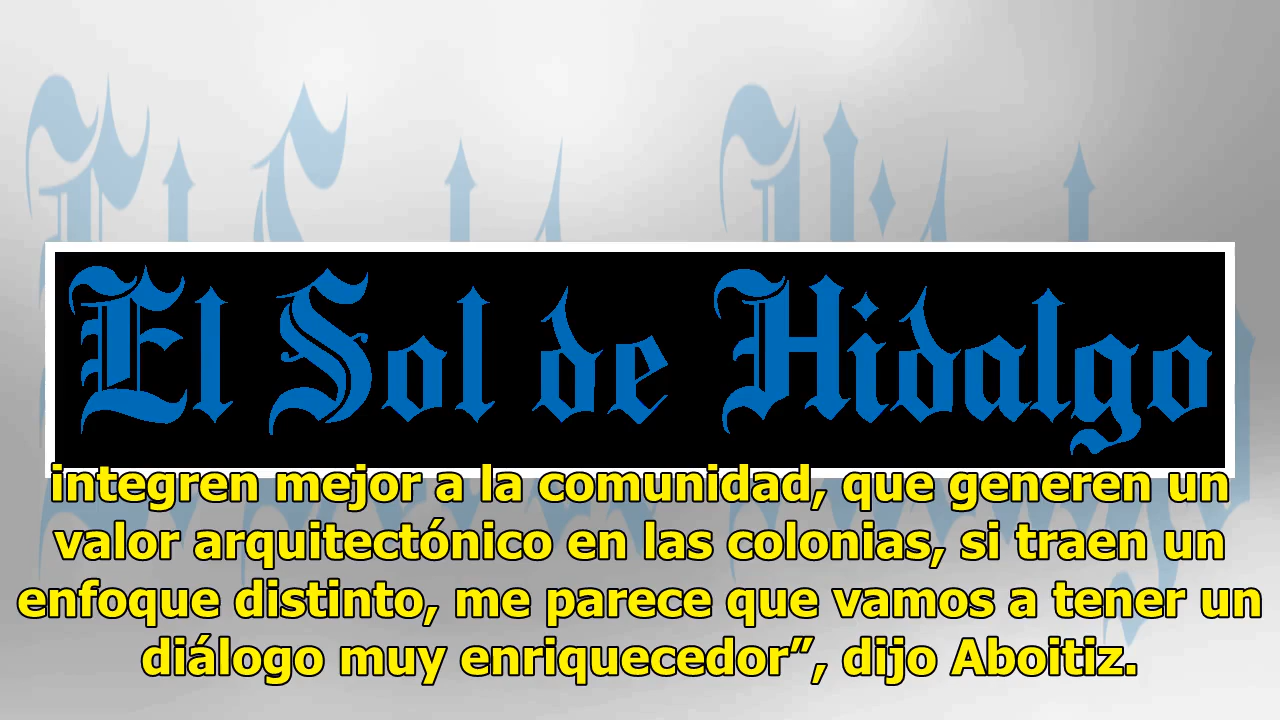 El Sol de Hidalgo
integren mejor a la comunidad, que generen un
valor arquitectónico en las colonias, si traen un
enfoque distinto, me parece que vamos a tener un
diálogo muy enriquecedor”, dijo Aboitiz.